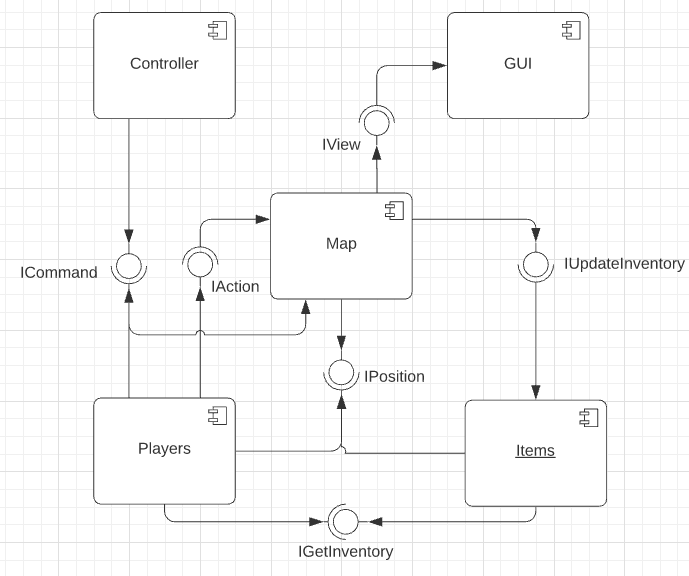 Controller
GUI
IView
Map
ICommand
IAction
IUpdateInventory
IPosition
Players
Items
IGetInventory